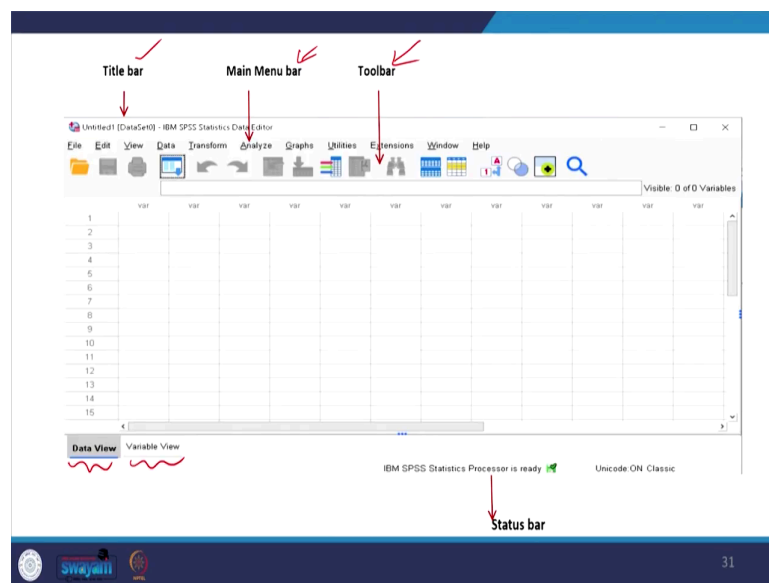 Title bar Main Menu bar Toolbar
Untitled1 [DataSet0] - IBM SPSS Statistics Data Editor
File Edit View Data Transform Analyze Graphs Utilities Extensions Window Help
Visible: 0 of 0 Variables
var var var var var var var var var var var var
1
2
3
4
5
6
7
8
9
10
11
12
13
14
15
Data View Variable View
IBM SPSS Statistics Processor is ready Unicode:ON Classic
Status bar
swayam 31